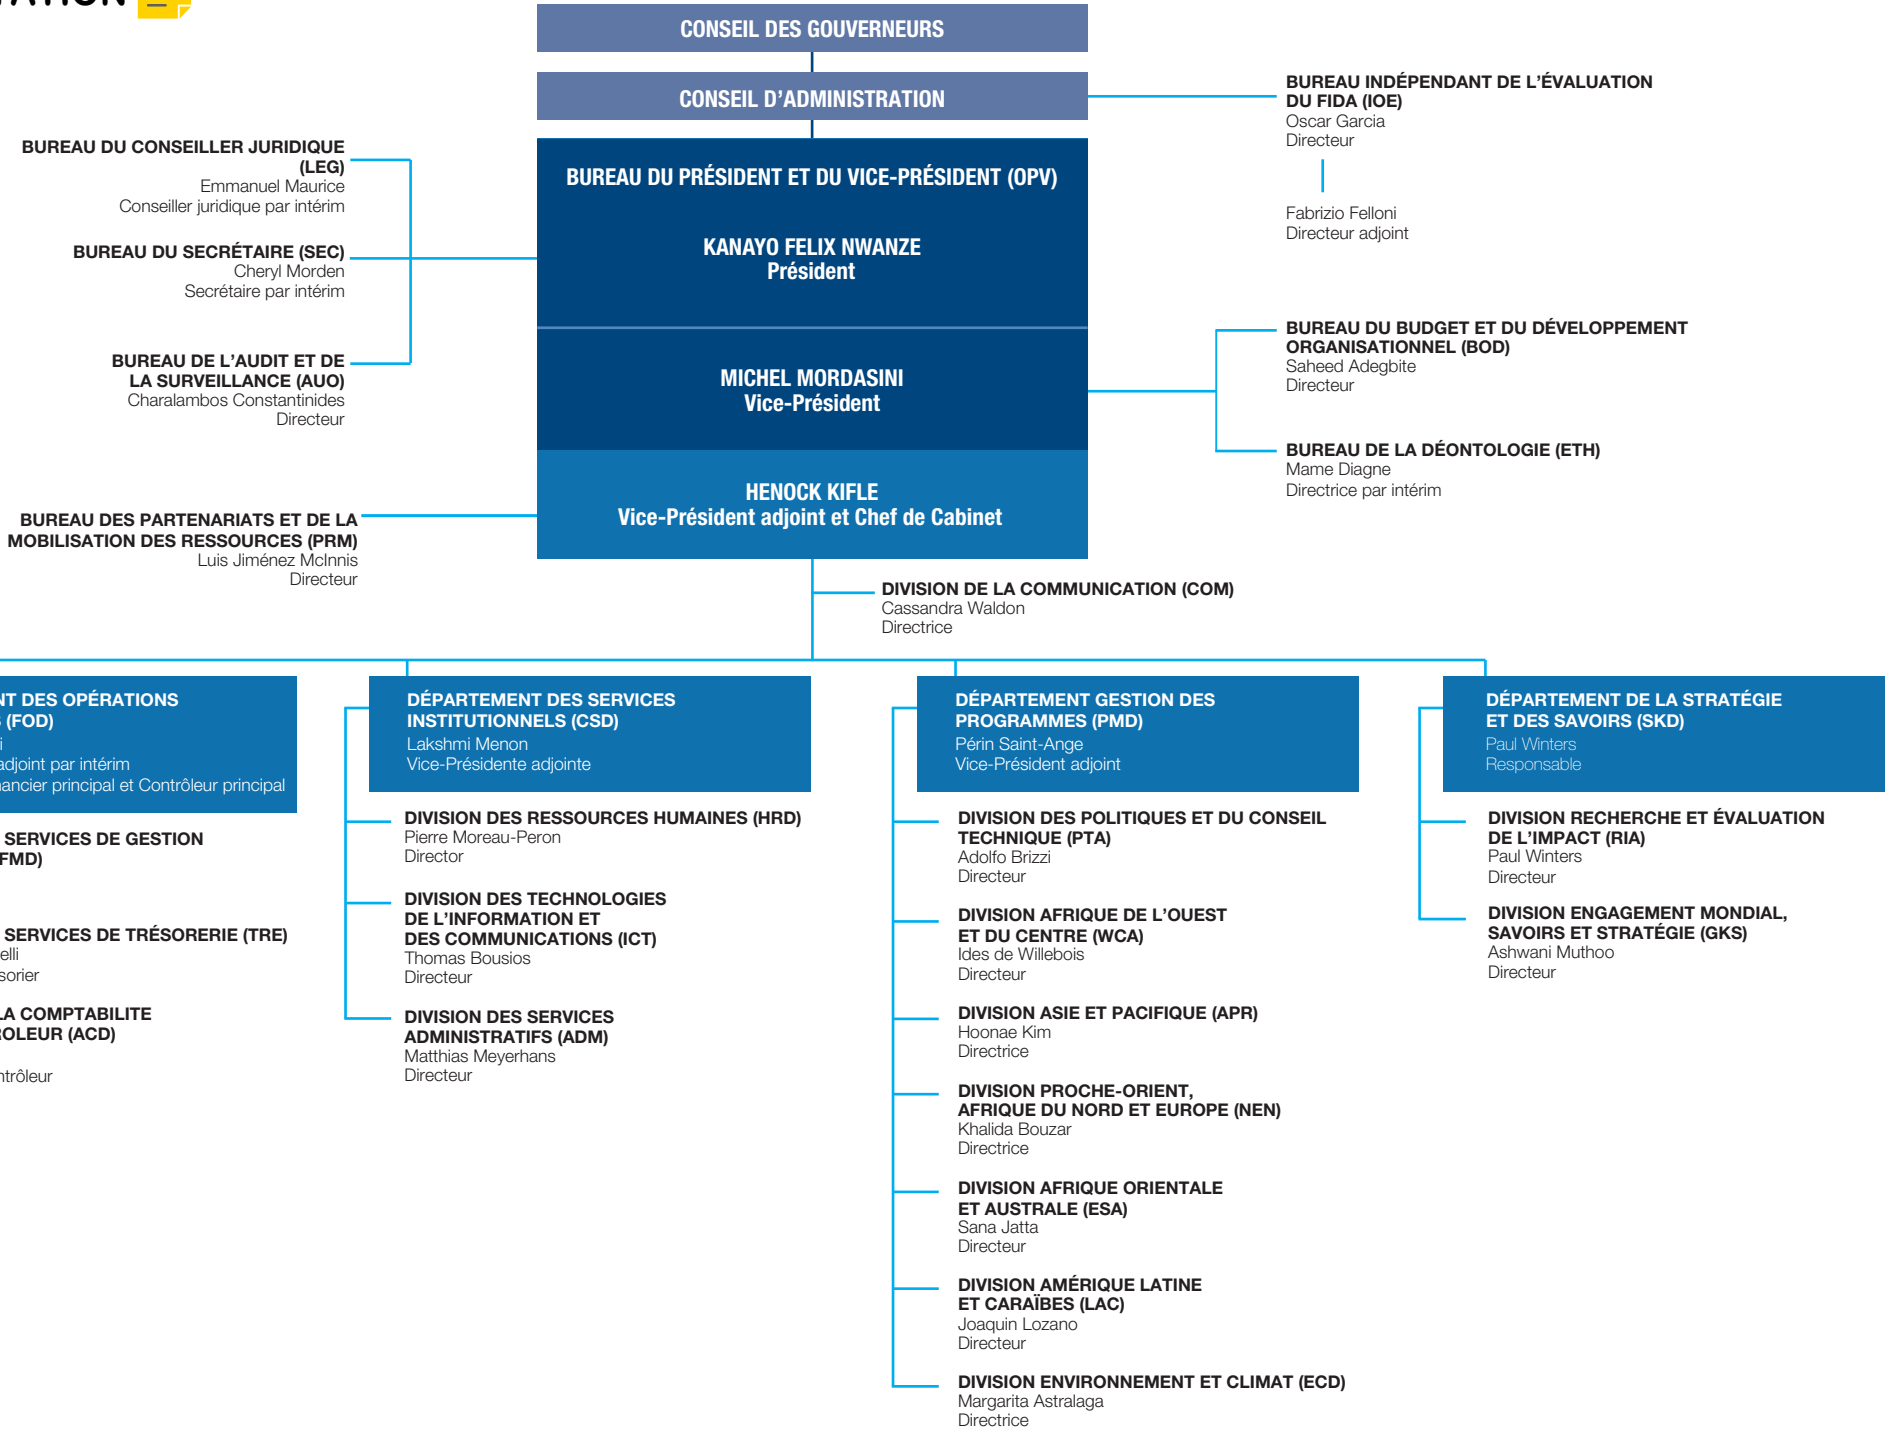 CONSEIL DES GOUVERNEURS
CONSEIL D'ADMINISTRATION
BUREAU INDÉPENDANT DE L'ÉVALUATION
DU FIDA (IOE)
Oscar Garcia
Directeur
Fabrizio Felloni
Directeur adjoint
BUREAU DU CONSEILLER JURIDIQUE
(LEG)
Emmanuel Maurice
Conseiller juridique par intérim
BUREAU DU SECRÉTAIRE (SEC)
Cheryl Morden
Secrétaire par intérim
BUREAU DE L'AUDIT ET DE
LA SURVEILLANCE (AUO)
Charalambos Constantinides
Directeur
BUREAU DU PRÉSIDENT ET DU VICE-PRÉSIDENT (OPV)
KANAYO FELIX NWANZE
Président
MICHEL MORDASINI
Vice-Président
HENOCK KIFLE
Vice-Président adjoint et Chef de Cabinet
BUREAU DU BUDGET ET DU DÉVELOPPEMENT
ORGANISATIONNEL (BOD)
Saheed Adegbite
Directeur
BUREAU DE LA DÉONTOLOGIE (ETH)
Mame Diagne
Directrice par intérim
BUREAU DES PARTENARIATS ET DE LA
MOBILISATION DES RESSOURCES (PRM)
Luis Jiménez McInnis
Directeur
DIVISION DE LA COMMUNICATION (COM)
Cassandra Waldon
Directrice
DES OPÉRATIONS
(FOD)
adjoint par intérim
principal et Contrôleur principal
SERVICES DE GESTION
FMD)
SERVICES DE TRÉSORERIE (TRE)
LA COMPTABILITE
(ACD)
DÉPARTEMENT DES SERVICES
INSTITUTIONNELS (CSD)
Lakshmi Menon
Vice-Présidente adjointe
DIVISION DES RESSOURCES HUMAINES (HRD)
Pierre Moreau-Peron
Director
DIVISION DES TECHNOLOGIES
DE L'INFORMATION ET
DES COMMUNICATIONS (ICT)
Thomas Bousios
Directeur
DIVISION DES SERVICES
ADMINISTRATIFS (ADM)
Matthias Meyerhans
Directeur
DÉPARTEMENT GESTION DES
PROGRAMMES (PMD)
Périn Saint-Ange
Vice-Président adjoint
DIVISION DES POLITIQUES ET DU CONSEIL
TECHNIQUE (PTA)
Adolfo Brizzi
Directeur
DIVISION AFRIQUE DE L'OUEST
ET DU CENTRE (WCA)
Ides de Willebois
Directeur
DIVISION ASIE ET PACIFIQUE (APR)
Hoonae Kim
Directrice
DIVISION PROCHE-ORIENT,
AFRIQUE DU NORD ET EUROPE (NEN)
Khalida Bouzar
Directrice
DIVISION AFRIQUE ORIENTALE
ET AUSTRALE (ESA)
Sana Jatta
Directeur
DIVISION AMÉRIQUE LATINE
ET CARAÏBES (LAC)
Joaquin Lozano
Directeur
DIVISION ENVIRONNEMENT ET CLIMAT (ECD)
Margarita Astralaga
Directrice
DÉPARTEMENT DE LA STRATÉGIE
ET DES SAVOIRS (SKD)
Paul Winters
Responsable
DIVISION RECHERCHE ET ÉVALUATION
DE L'IMPACT (RIA)
Paul Winters
Directeur
DIVISION ENGAGEMENT MONDIAL,
SAVOIRS ET STRATÉGIE (GKS)
Ashwani Muthoo
Directeur